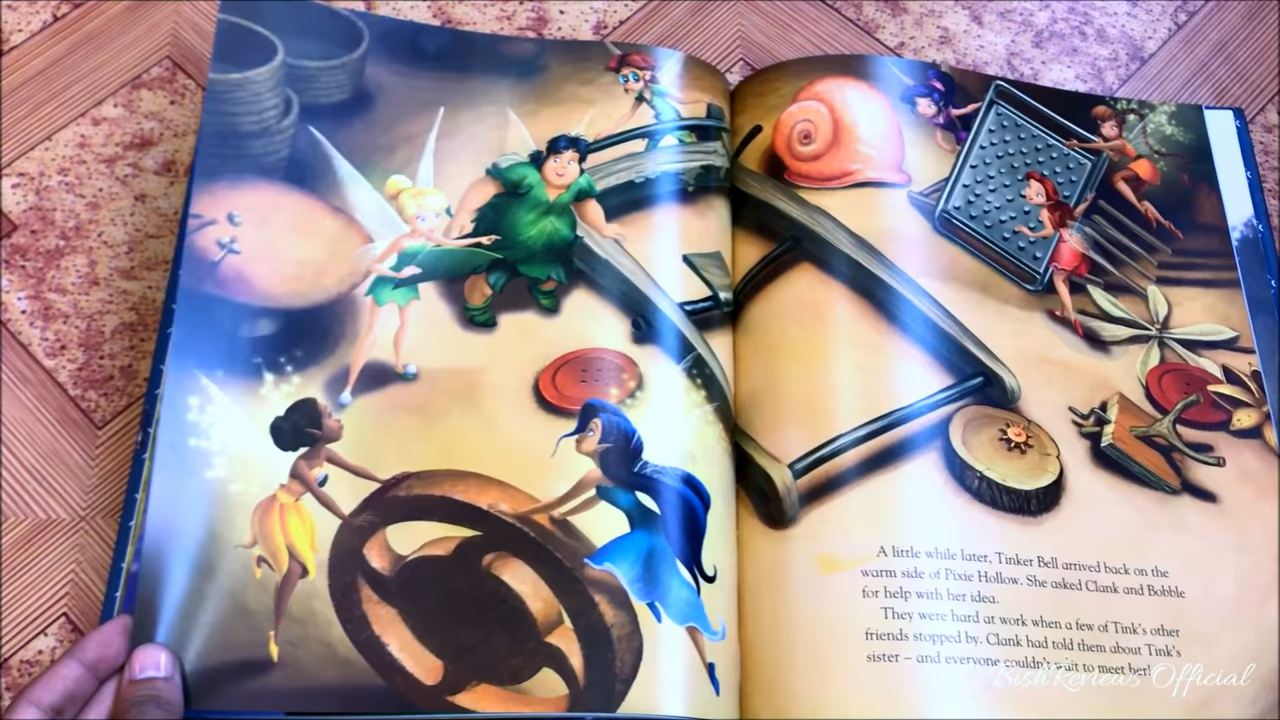 A little while later, Tinker Bell arrived back on the
warm side of Pixie Hollow. She asked Clank and Bobble
for help with her idea.
They were hard at work when a few of Tink's other
friends stopped by. Clank had told them about Tink's
sister – and everyone couldn't wait to meet her!
BishReviews Official